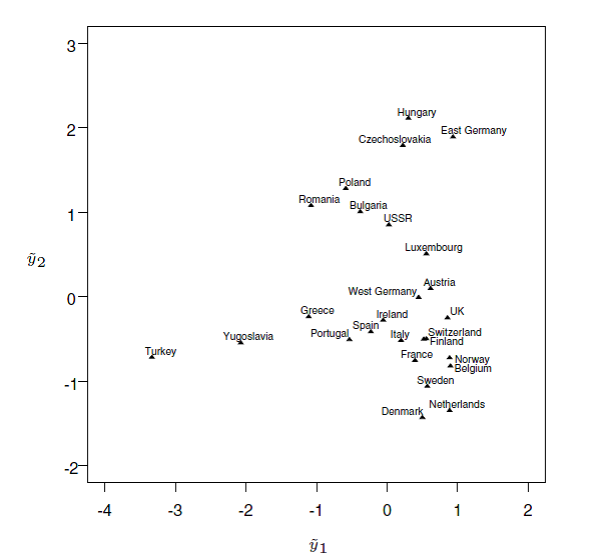 3
Hungary
2
East Germany
Czechoslovakia
Poland
Romania
Bulgaria
1
USSR
Luxembourg
ỹ2
Austria
West Germany
0
Greece
Ireland
UK
Spain
Portugal
Italy
Switzerland
Finland
Yugoslavia
Turkey
France
Norway
Belgium
-1
Sweden
Netherlands
Denmark
-2
-4 -3 -2 -1 0 1 2
ỹ1